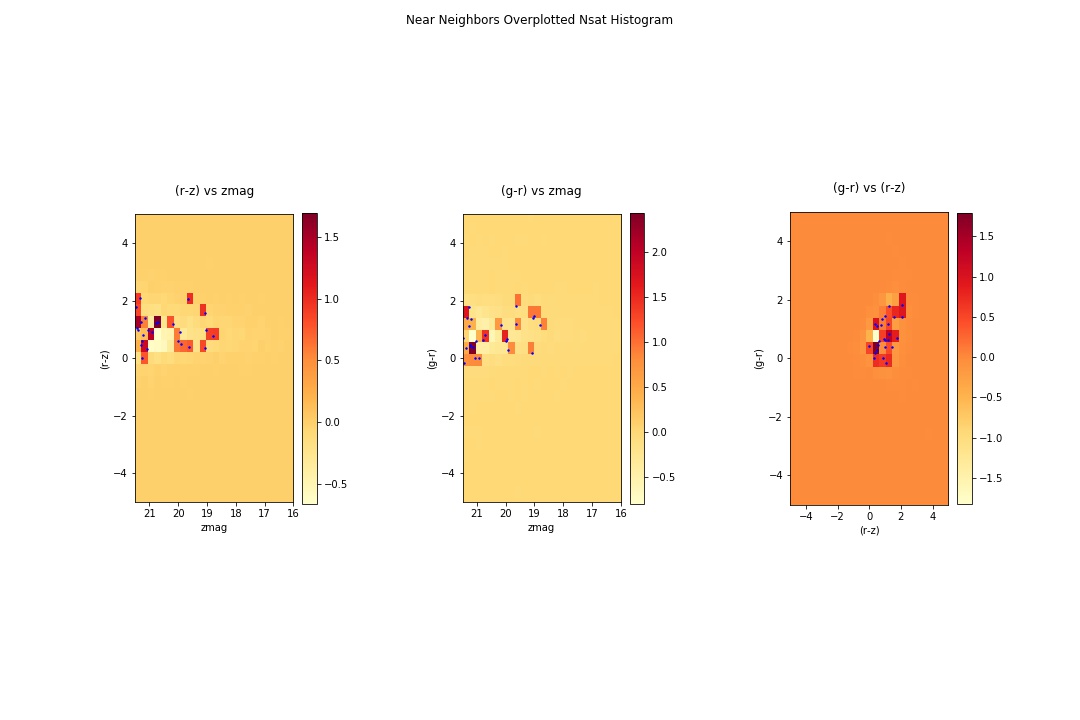 Near Neighbors Overplotted Nsat Histogram
(r-z) vs zmag
4
2
0
−2
−4
(r-z)
21 20 19 18 17 16
zmag
1.5
1.0
0.5
0.0
−0.5
(g-r) vs zmag
4
2
0
−2
−4
(g-r)
21 20 19 18 17 16
zmag
2.0
1.5
1.0
0.5
0.0
−0.5
(g-r) vs (r-z)
4
2
0
−2
−4
(g-r)
−4 −2 0 2 4
(r-z)
1.5
1.0
0.5
0.0
−0.5
−1.0
−1.5